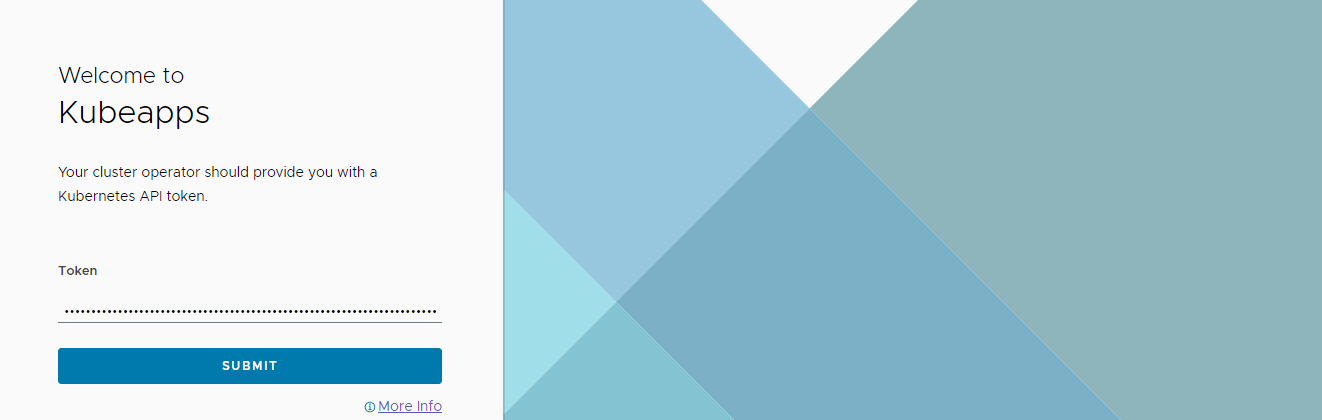 Welcome to
Kubeapps
Your cluster operator should provide you with a
Kubernetes API token.
Token
SUBMIT
More Info